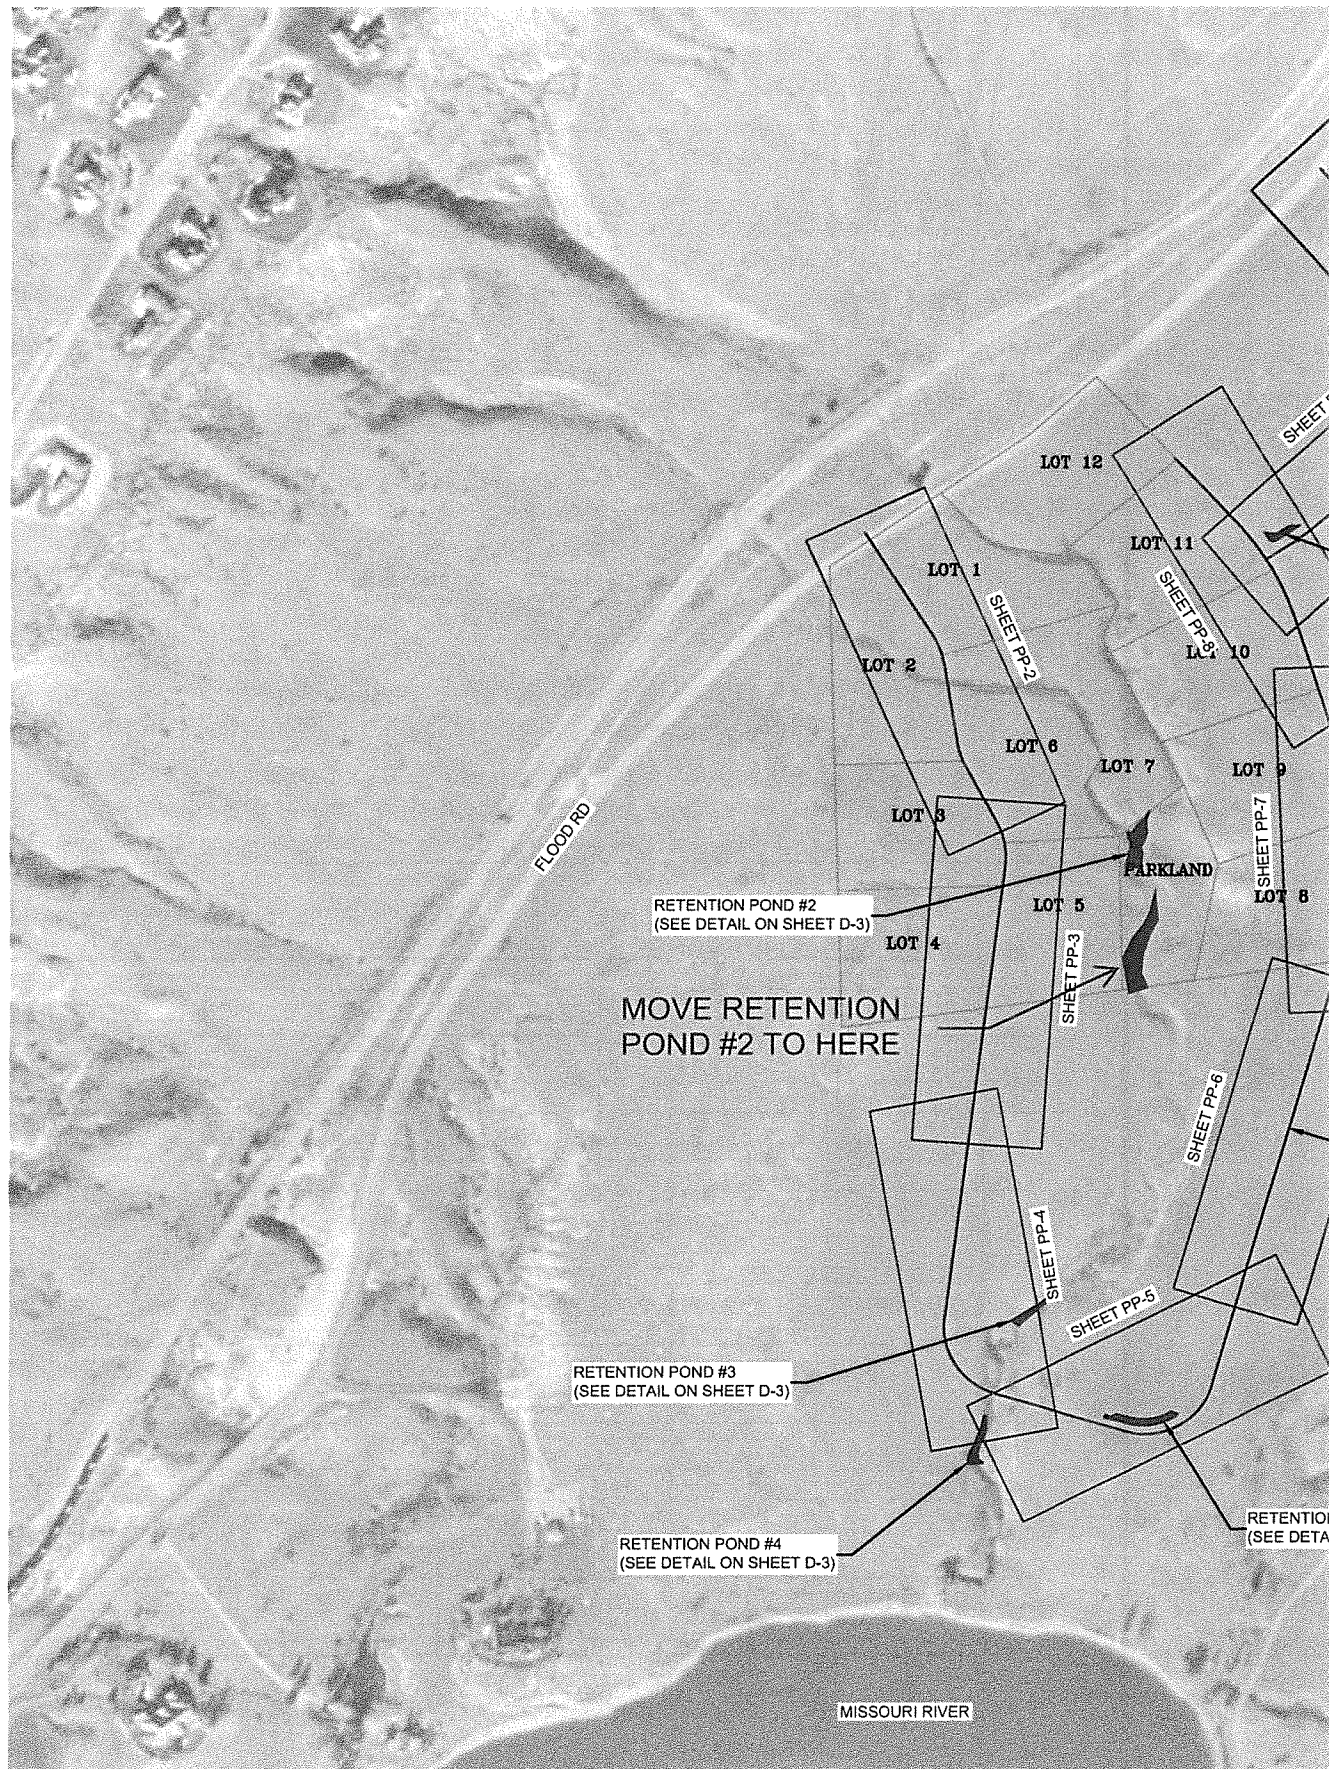 SHEET
LOT 12
LOT 11
LOT 1
SHEET PP-2
SHEET PP-8
LOT 10
LOT 2
LOT 6
LOT 7
LOT 9
LOT 3
SHEET PP-7
FLOOD RD
PARKLAND
LOT 8
RETENTION POND #2
(SEE DETAIL ON SHEET D-3)
LOT 5
LOT 4
SHEET PP-3
MOVE RETENTION
POND #2 TO HERE
SHEET PP-6
SHEET PP-4
SHEET PP-5
RETENTION POND #3
(SEE DETAIL ON SHEET D-3)
RETENTION POND #4
(SEE DETAIL ON SHEET D-3)
RETENTIO
(SEE DETA
MISSOURI RIVER